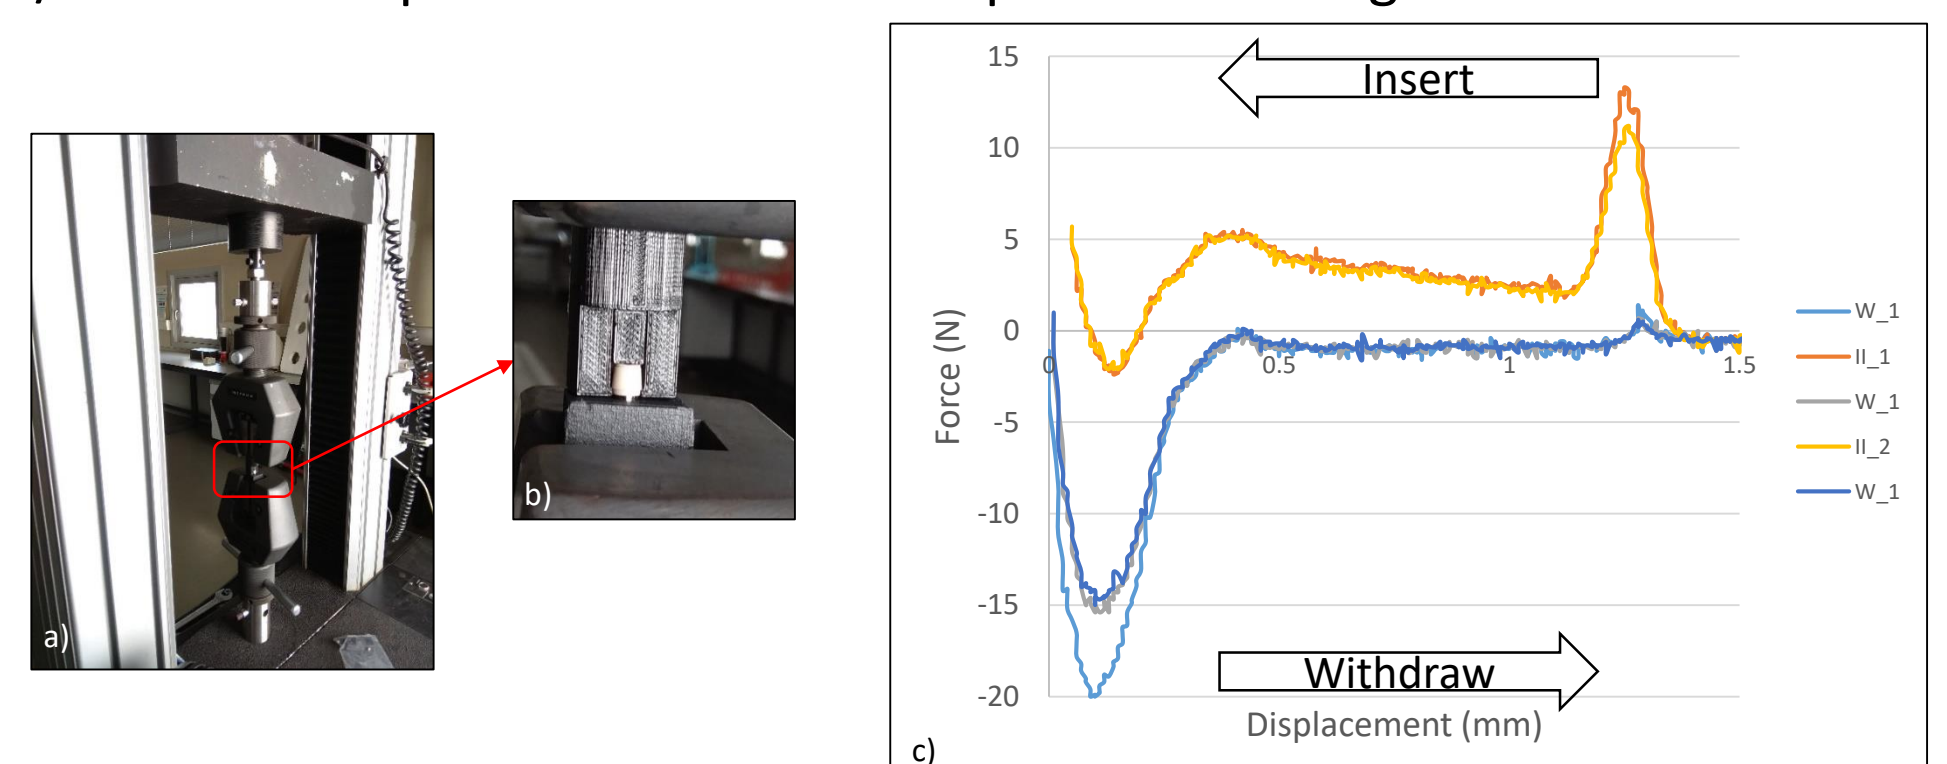 a)
b)
Insert
15
10
5
0
-5
-10
-15
-20
Force (N)
0
0.5
1
1.5
Withdraw
Displacement (mm)
W_1
II_1
W_1
II_2
W_1
c)